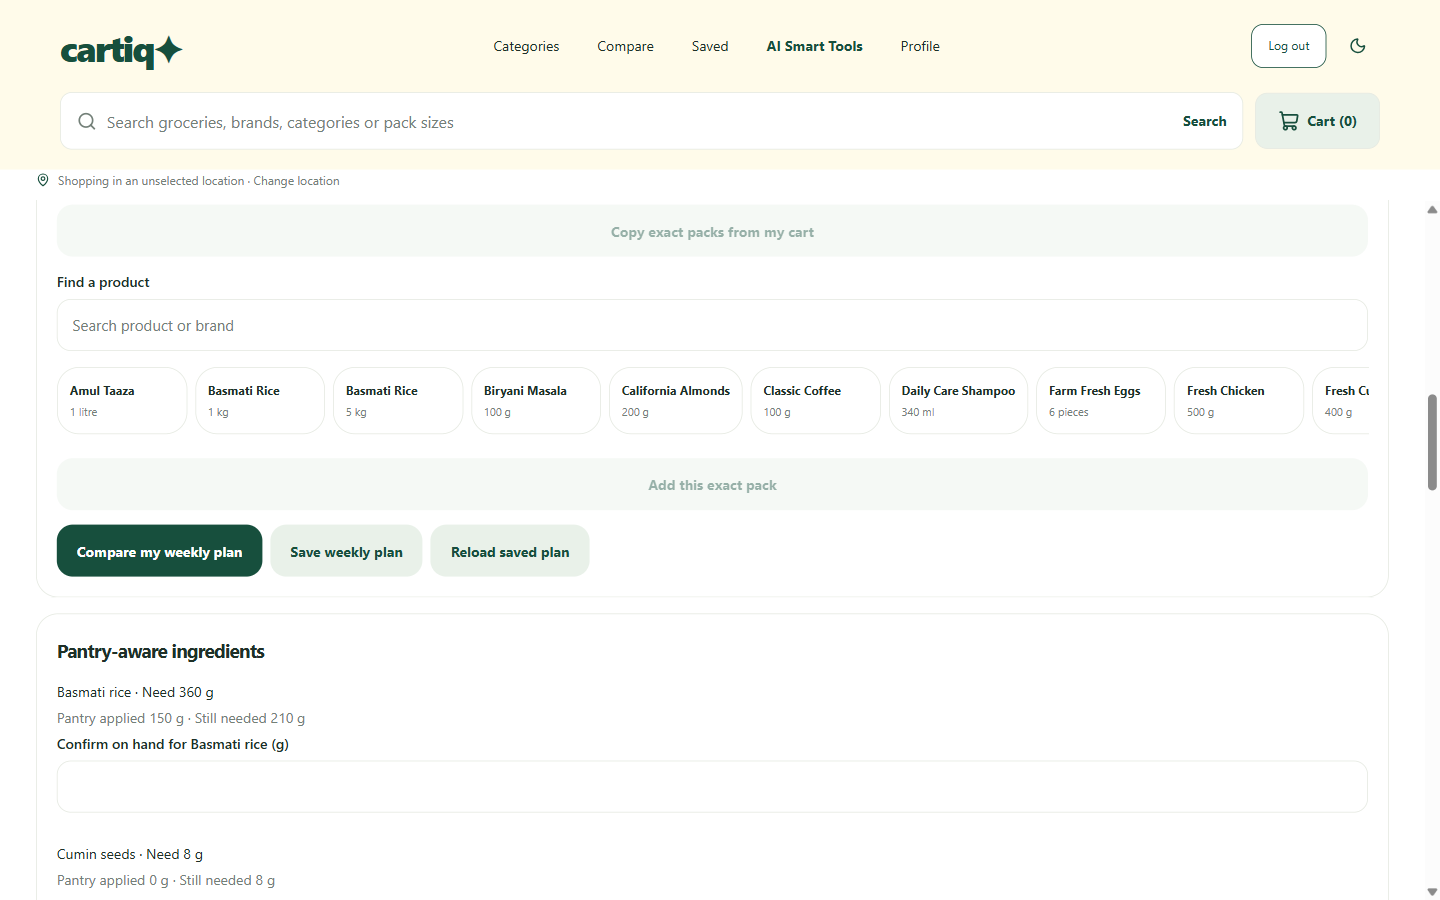 cartiq
Categories
Compare
Saved
AI Smart Tools
Profile
Log out
Search groceries, brands, categories or pack sizes
Search
Cart (0)
Shopping in an unselected location · Change location
Copy exact packs from my cart
Find a product
Search product or brand
Amul Taaza
1 litre
Basmati Rice
1 kg
Basmati Rice
5 kg
Biryani Masala
100 g
California Almonds
200 g
Classic Coffee
100 g
Daily Care Shampoo
340 ml
Farm Fresh Eggs
6 pieces
Fresh Chicken
500 g
Fresh
400 g
Add this exact pack
Compare my weekly plan
Save weekly plan
Reload saved plan
Pantry-aware ingredients
Basmati rice · Need 360 g
Pantry applied 150 g · Still needed 210 g
Confirm on hand for Basmati rice (g)
Cumin seeds · Need 8 g
Pantry applied 0 g · Still needed 8 g